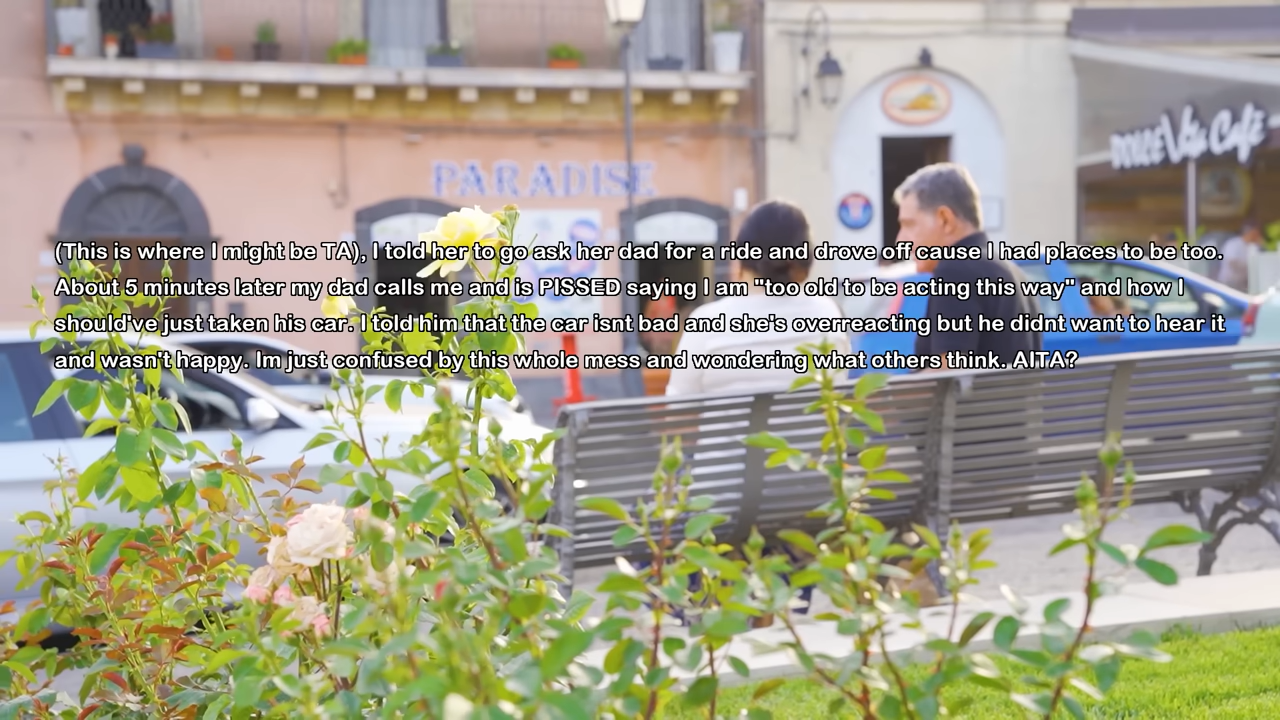 PARADISE
DOLCE Vita Cafè
(This is where I might be TA), I told her to go ask her dad for a ride and drove off cause I had places to be too.
About 5 minutes later my dad calls me and is PISSED saying I am "too old to be acting this way" and how I
should've just taken his car. I told him that the car isnt bad and she's overreacting but he didnt want to hear it
and wasn't happy. Im just confused by this whole mess and wondering what others think. AITA?